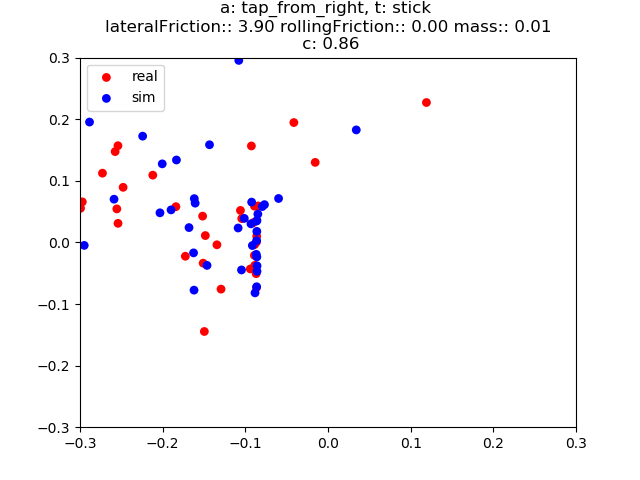 a: tap_from_right, t: stick
lateralFriction:: 3.90 rollingFriction:: 0.00 mass:: 0.01
c: 0.86
real
sim
0.3
0.2
0.1
0.0
−0.1
−0.2
−0.3
−0.3
−0.2
−0.1
0.0
0.1
0.2
0.3